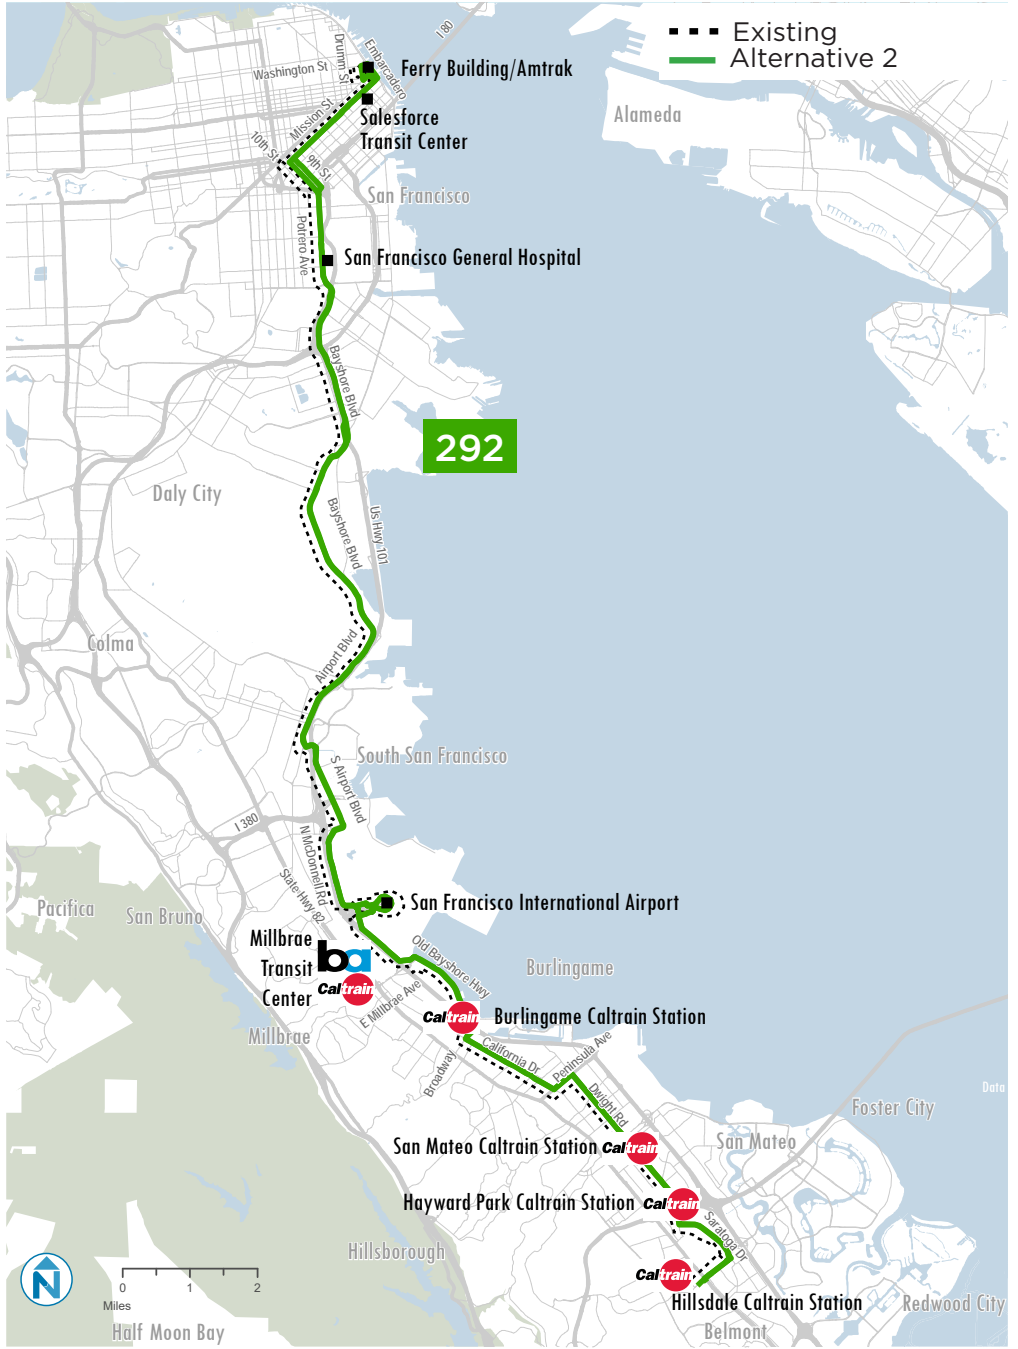 Existing
Alternative 2
I 80
Embarcadero
Drumm St
Washington St
Ferry Building/Amtrak
Salesforce
Transit Center
Mission St
10th St
9th St
Alameda
San Francisco
Potrero Ave
San Francisco General Hospital
Bayshore Blvd
292
Daly City
Bayshore Blvd
Us Hwy 101
Colma
Airport Blvd
South San Francisco
S Airport Blvd
I 380
N McDonnell Rd
State Hwy 82
San Francisco International Airport
Pacifica
San Bruno
Millbrae
Transit
Center
ba
Caltrain
Old Bayshore Hwy
Burlingame
E Millbrae Ave
Caltrain
Burlingame Caltrain Station
Millbrae
Broadway
California Dr
Peninsula Ave
Dwight Rd
Data
Foster City
San Mateo
San Mateo Caltrain Station
Caltrain
Hayward Park Caltrain Station
Caltrain
Saratoga Dr
Hillsborough
Caltrain
Hillsdale Caltrain Station
Redwood City
Belmont
N
0 1 2
Miles
Half Moon Bay